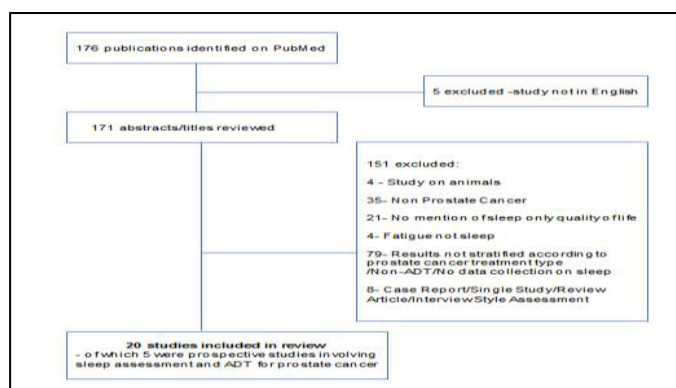 176 publications identified on PubMed
5 excluded -study not in English
171 abstracts/titles reviewed
151 excluded:
4 - Study on animals
35- Non Prostate Cancer
21- No mention of sleep only quality of life
4- Fatigue not sleep
79- Results not stratified according to
prostate cancer treatment type
/Non-ADT/No data collection on sleep
8- Case Report/Single Study/Review
Article/Interview Style Assessment
20 studies included in review
- of which 5 were prospective studies involving
sleep assessment and ADT for prostate cancer